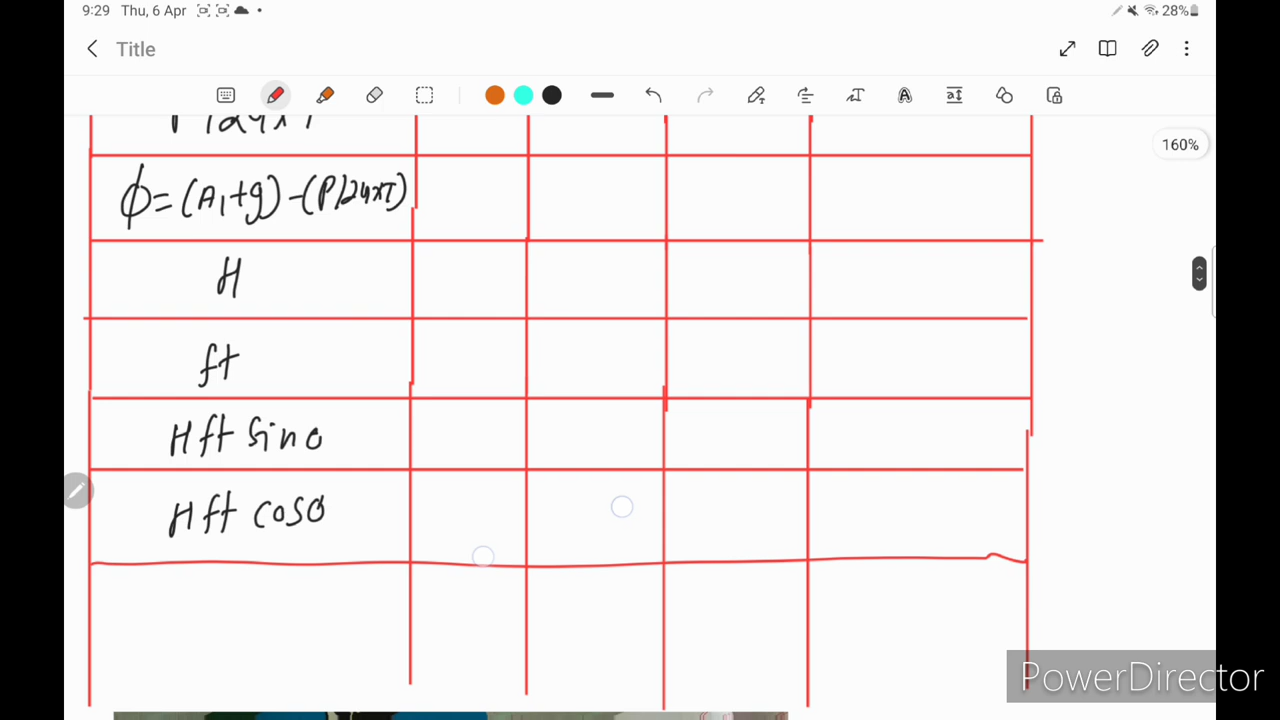 9:29 Thu, 6 Apr 28%
Title
160%
ϕ=(A1+g)-(P/24xT)
H
ft
Hft Sinθ
Hft cosθ
PowerDirector